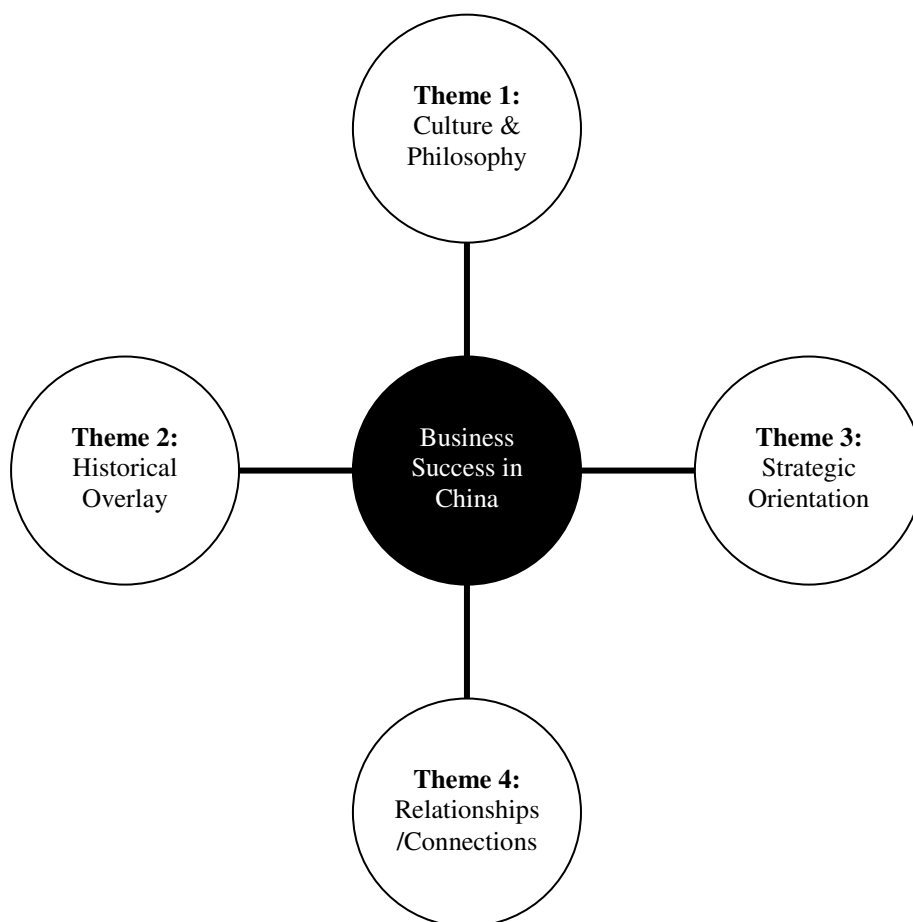 Theme 1:
Culture &
Philosophy
Theme 2:
Historical
Overlay
Business
Success in
China
Theme 3:
Strategic
Orientation
Theme 4:
Relationships
/Connections